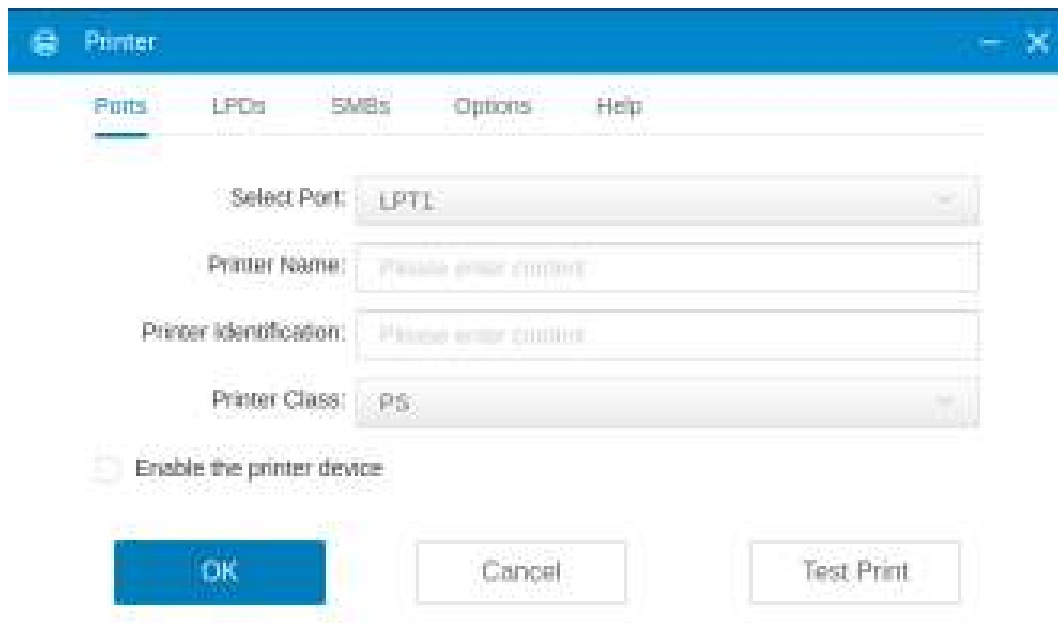 Printer
Ports LPDs SMBs Options Help
Select Port: LPT1
Printer Name: Please enter content
Printer Identification: Please enter content
Printer Class: PS
Enable the printer device
OK Cancel Test Print